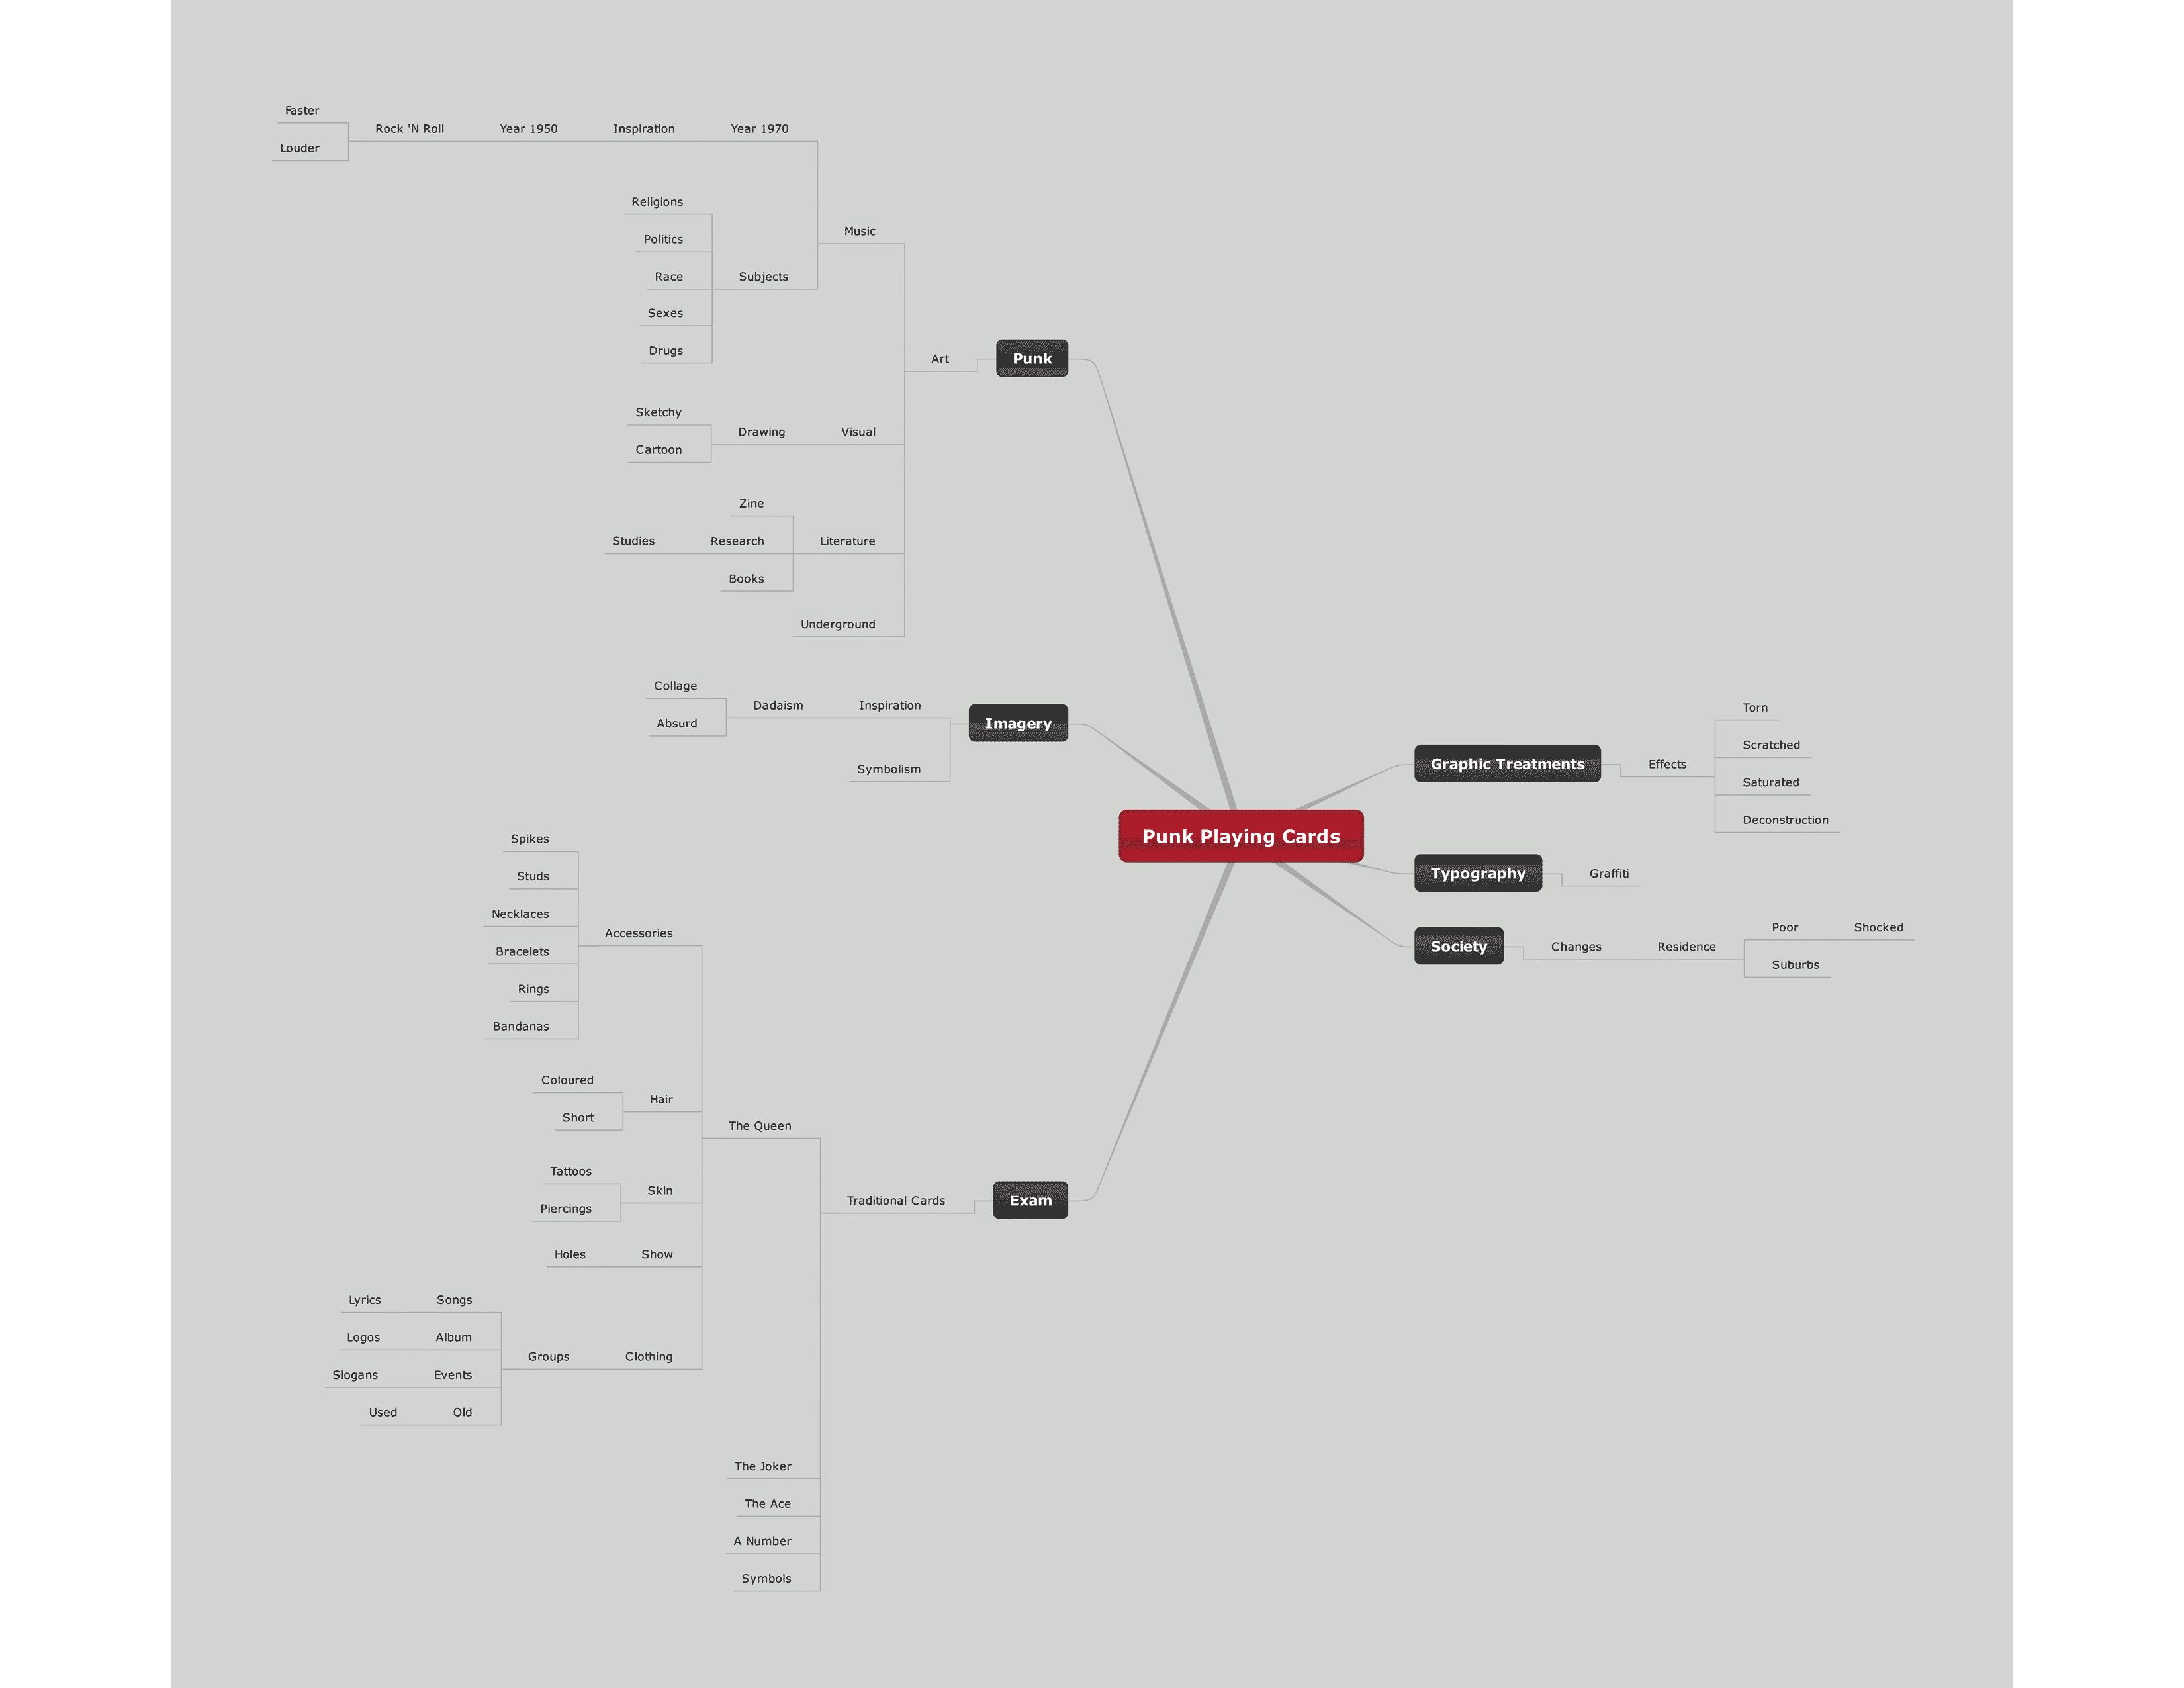 Faster
Rock 'N Roll
Year 1950
Inspiration
Year 1970
Louder
Religions
Politics
Music
Race
Subjects
Sexes
Drugs
Art
Punk
Sketchy
Drawing
Visual
Cartoon
Zine
Studies
Research
Literature
Books
Underground
Collage
Dadaism
Inspiration
Imagery
Absurd
Symbolism
Torn
Scratched
Graphic Treatments
Effects
Saturated
Deconstruction
Punk Playing Cards
Typography
Graffiti
Society
Changes
Residence
Poor
Shocked
Suburbs
Spikes
Studs
Necklaces
Accessories
Bracelets
Rings
Bandanas
Coloured
Hair
Short
The Queen
Tattoos
Skin
Piercings
Traditional Cards
Exam
Holes
Show
Lyrics
Songs
Logos
Album
Groups
Clothing
Slogans
Events
Used
Old
The Joker
The Ace
A Number
Symbols